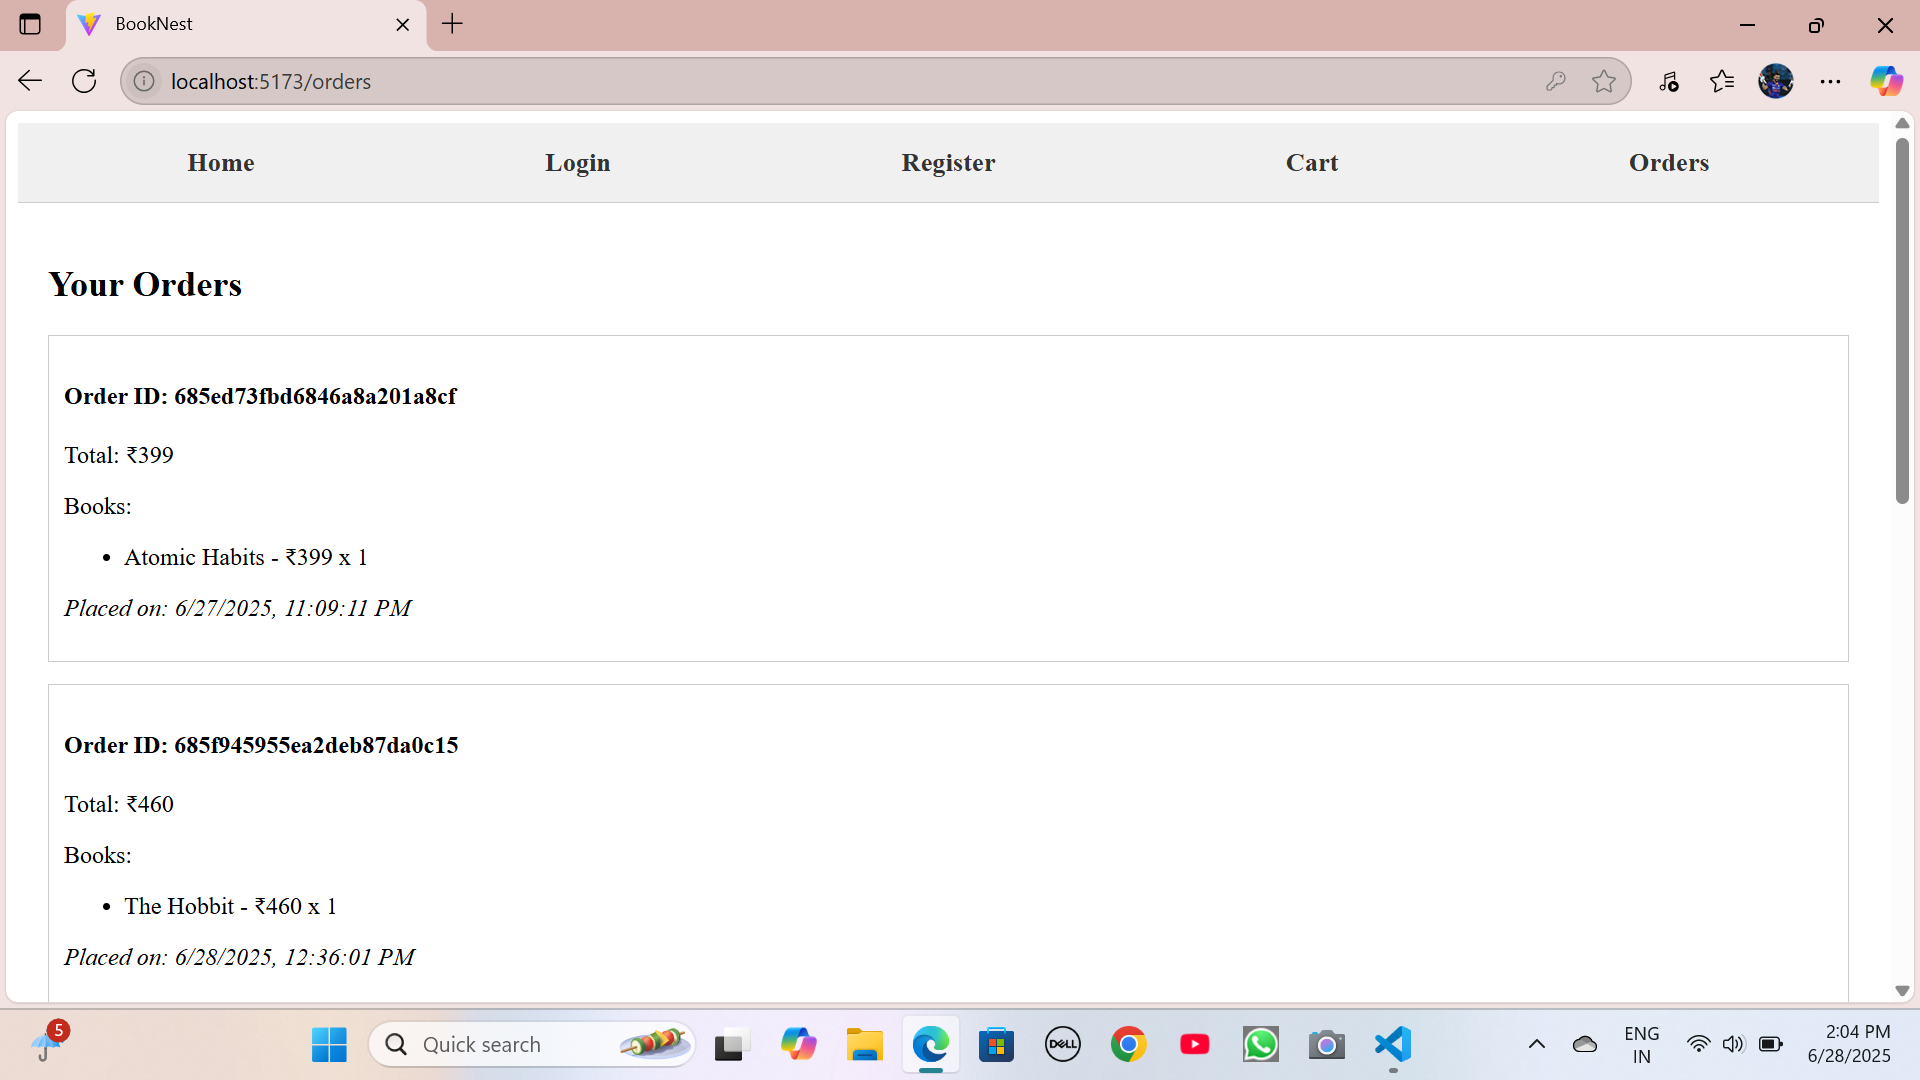 BookNest
localhost:5173/orders
Home Login Register Cart Orders
Your Orders
Order ID: 685ed73fbd6846a8a201a8cf
Total: ₹399
Books:
• Atomic Habits - ₹399 x 1
Placed on: 6/27/2025, 11:09:11 PM
Order ID: 685f945955ea2deb87da0c15
Total: ₹460
Books:
• The Hobbit - ₹460 x 1
Placed on: 6/28/2025, 12:36:01 PM
5
Quick search
DELL
ENG
IN
2:04 PM
6/28/2025